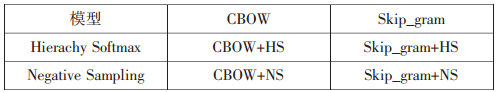 模型 CBOW Skip_gram
Hierachy Softmax CBOW+HS Skip_gram+HS
Negative Sampling CBOW+NS Skip_gram+NS